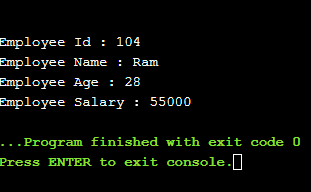 Employee Id : 104
Employee Name : Ram
Employee Age : 28
Employee Salary : 55000
...Program finished with exit code 0
Press ENTER to exit console.